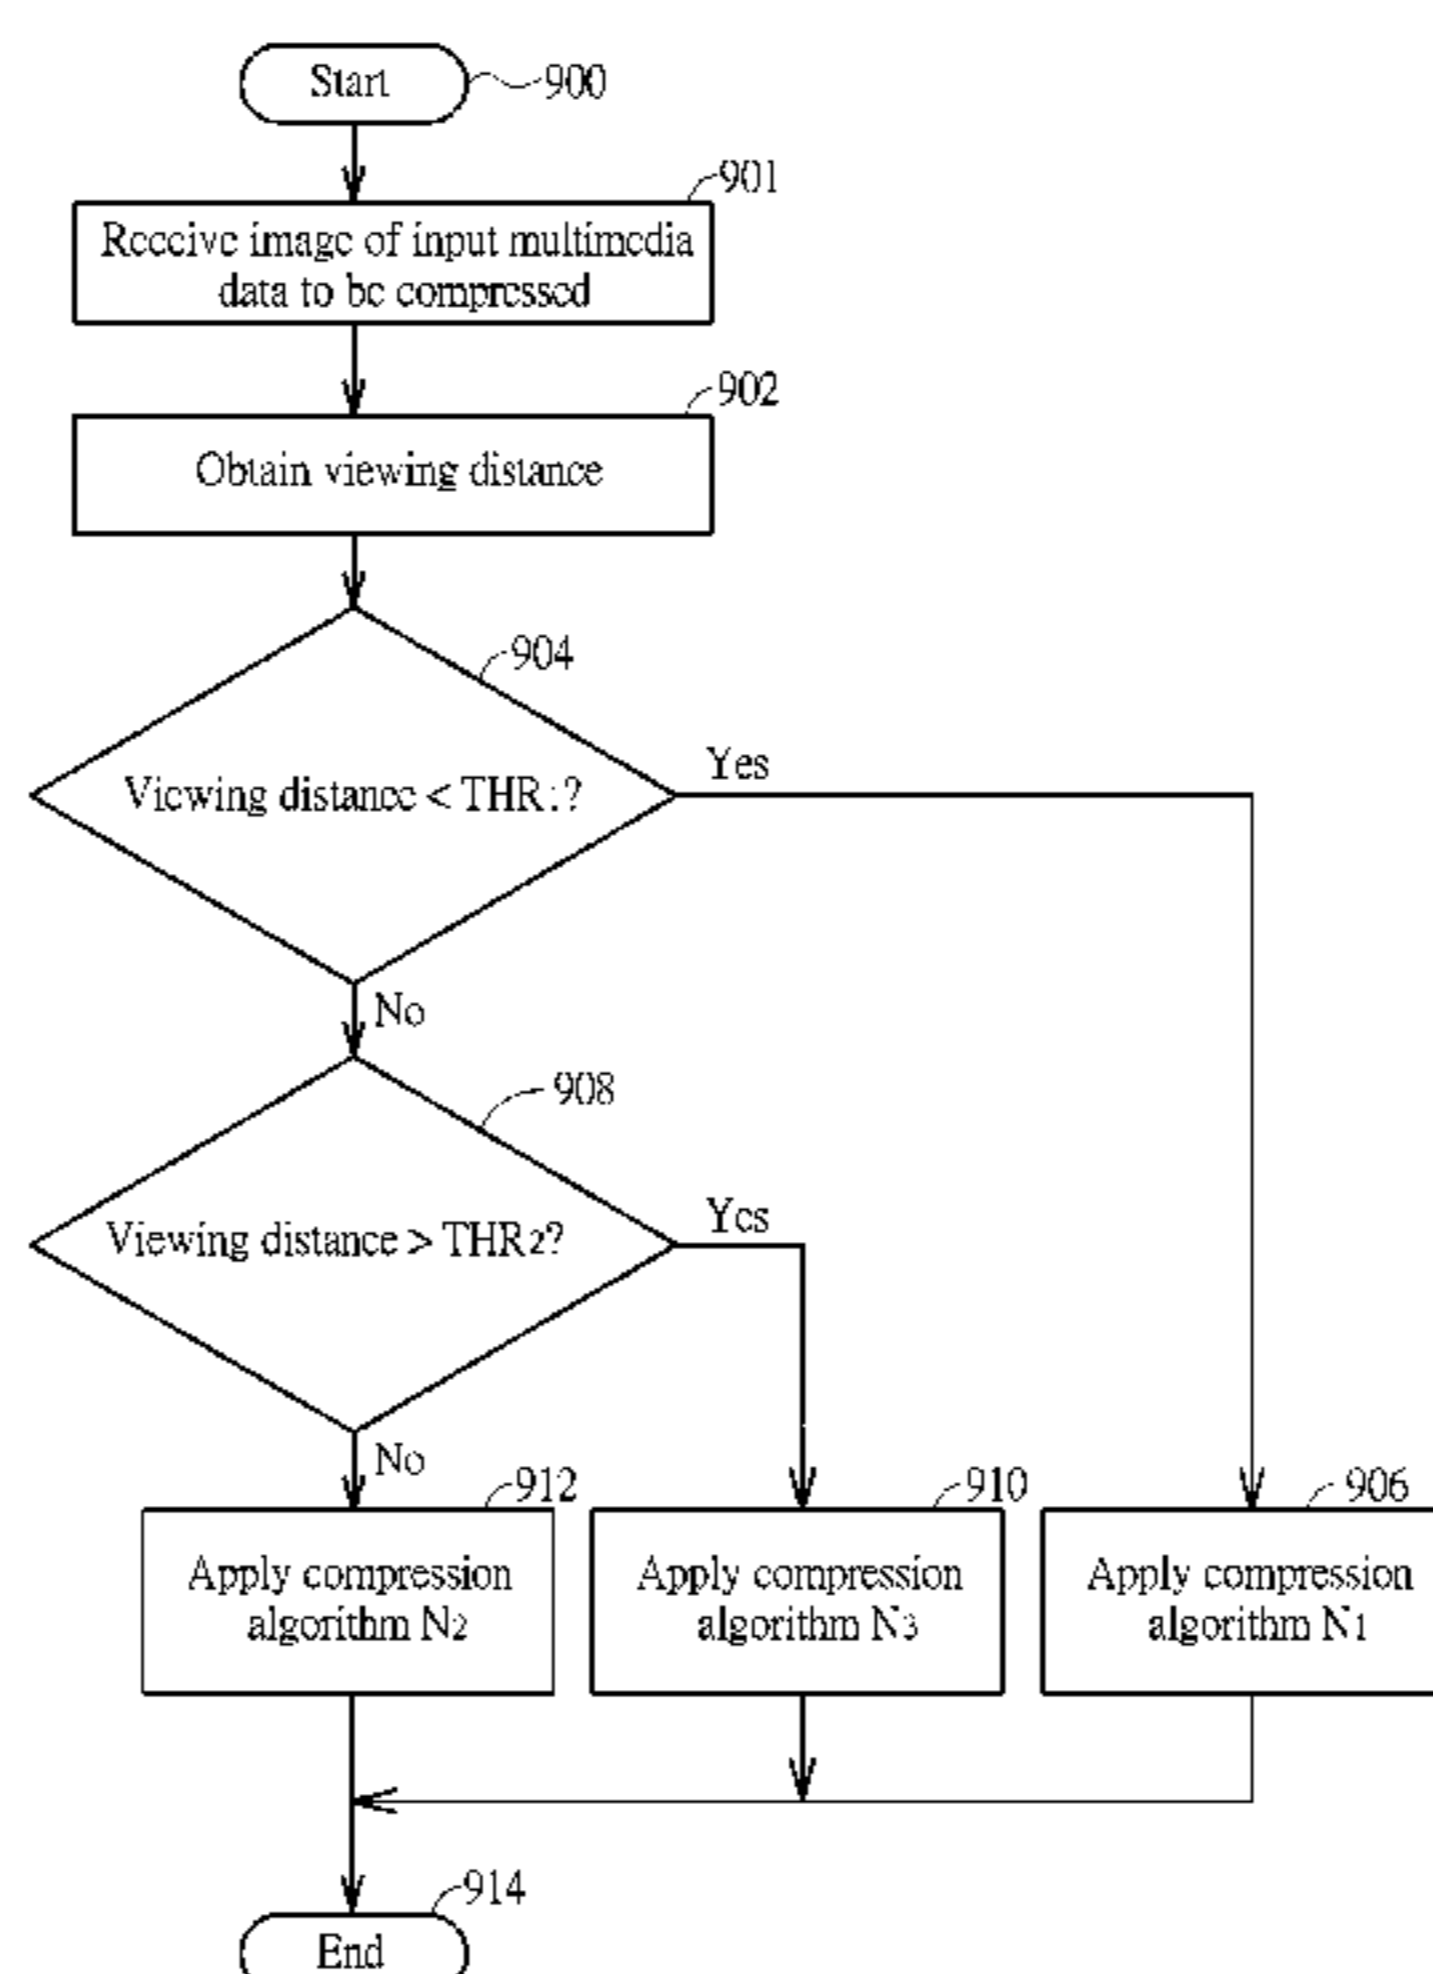 Start
900
901
Receive image of input multimedia
data to be compressed
902
Obtain viewing distance
904
Viewing distance < THR1?
Yes
No
908
Viewing distance > THR2?
Yes
No
912
Apply compression
algorithm N2
910
Apply compression
algorithm N3
906
Apply compression
algorithm N1
914
End